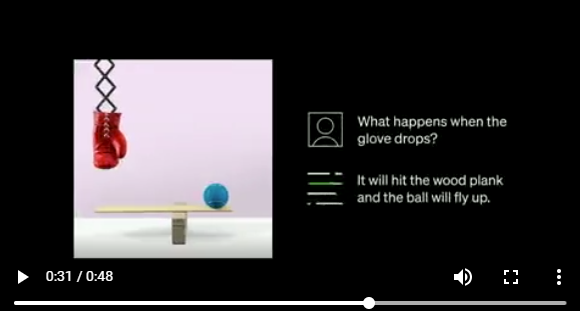 What happens when the
glove drops?
It will hit the wood plank
and the ball will fly up.
0:31 / 0:48